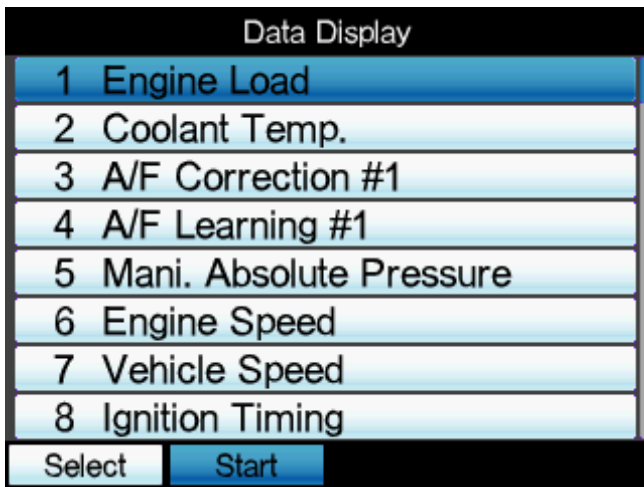 Data Display
1 Engine Load
2 Coolant Temp.
3 A/F Correction #1
4 A/F Learning #1
5 Mani. Absolute Pressure
6 Engine Speed
7 Vehicle Speed
8 Ignition Timing
Select Start